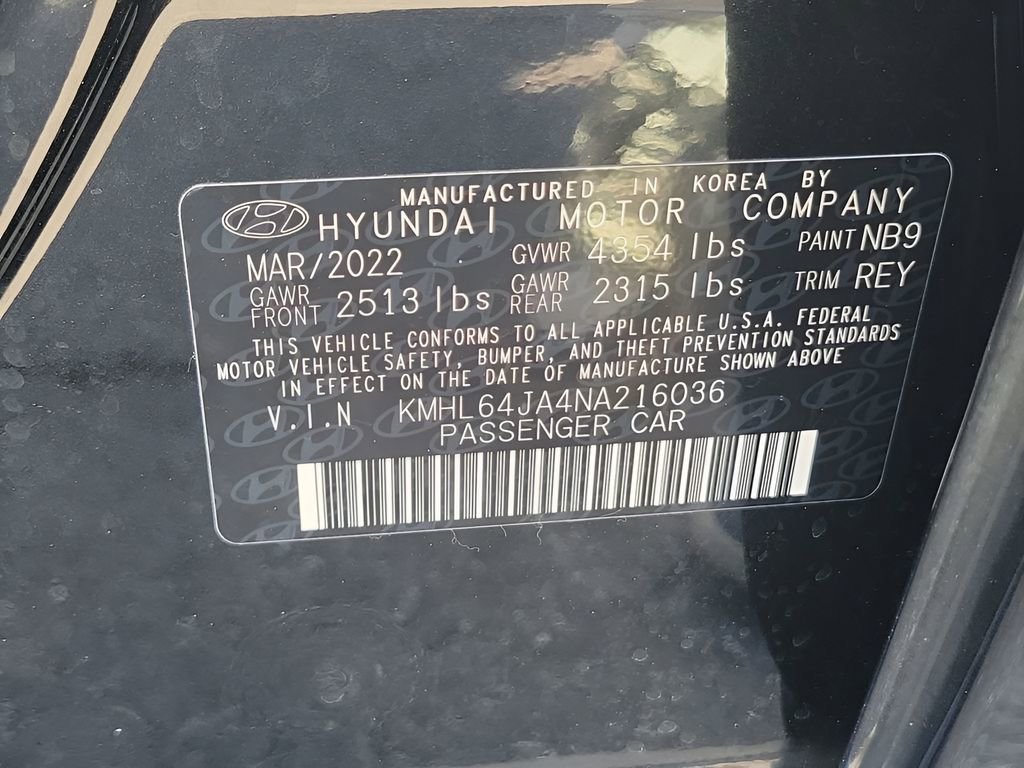 MANUFACTURED IN KOREA BY
HYUNDAI MOTOR COMPANY
MAR/2022 GVWR 4354 lbs PAINT NB9
GAWR FRONT 2513 lbs GAWR REAR 2315 lbs TRIM REY
THIS VEHICLE CONFORMS TO ALL APPLICABLE U.S.A. FEDERAL
MOTOR VEHICLE SAFETY, BUMPER, AND THEFT PREVENTION STANDARDS
IN EFFECT ON THE DATE OF MANUFACTURE SHOWN ABOVE
V.I.N KMHL64JA4NA216036
PASSENGER CAR